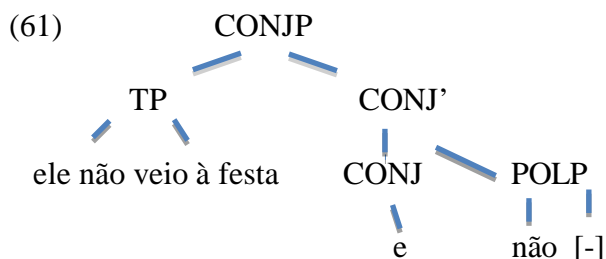 (61) CONJP
TP CONJ’
ele não veio à festa CONJ POLP
e não [-]